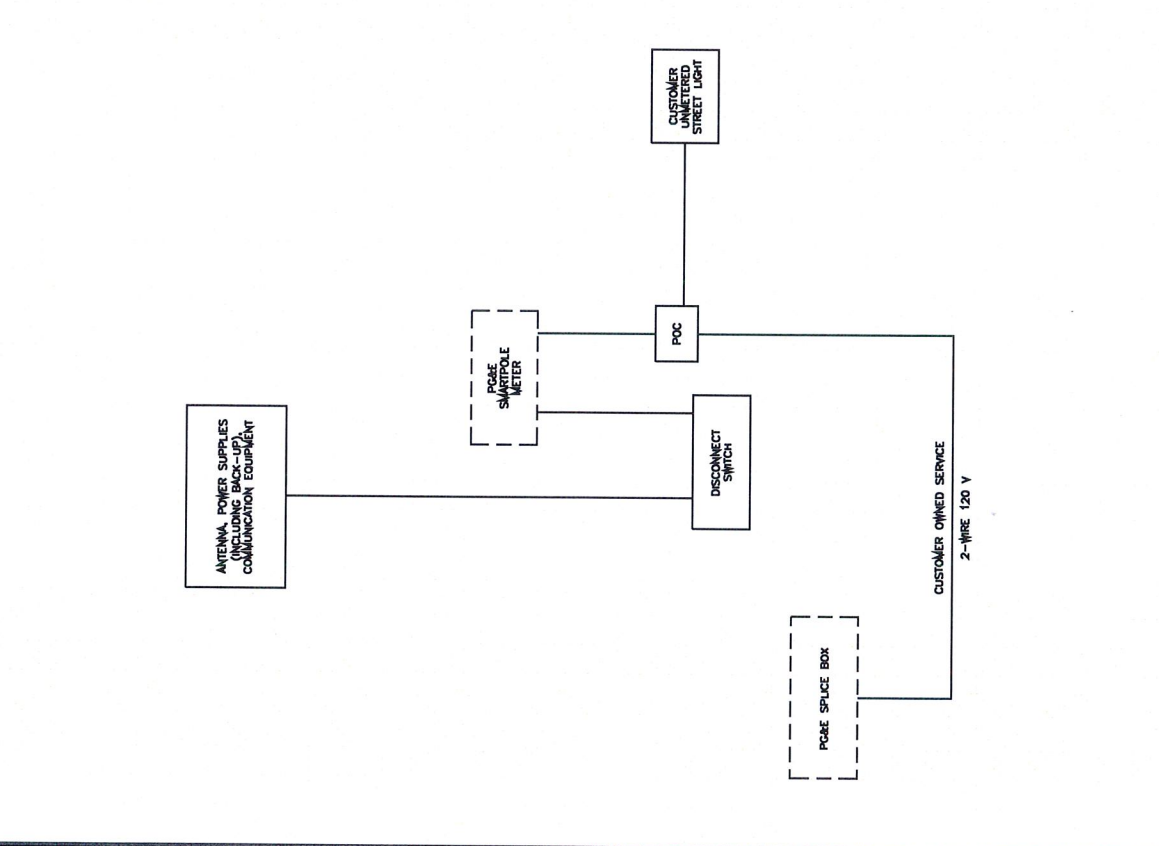 ANTENNA, POWER SUPPLIES
(INCLUDING BACK-UP),
COMMUNICATION EQUIPMENT
PG&E
SMARTPOLE
METER
CUSTOMER
UNMETERED
STREET LIGHT
POC
DISCONNECT
SWITCH
PG&E SPLICE BOX
CUSTOMER OWNED SERVICE
2-WIRE 120 V